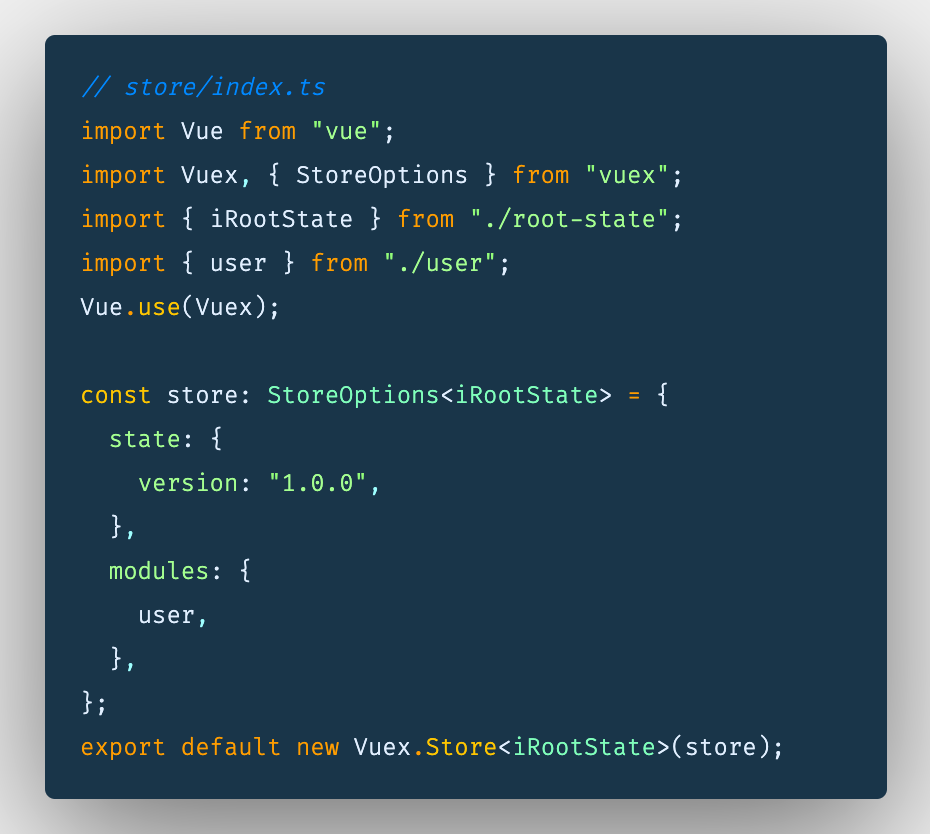 // store/index.ts
import Vue from "vue";
import Vuex, { StoreOptions } from "vuex";
import { iRootState } from "./root-state";
import { user } from "./user";
Vue.use(Vuex);

const store: StoreOptions<iRootState> = {
  state: {
    version: "1.0.0",
  },
  modules: {
    user,
  },
};
export default new Vuex.Store<iRootState>(store);